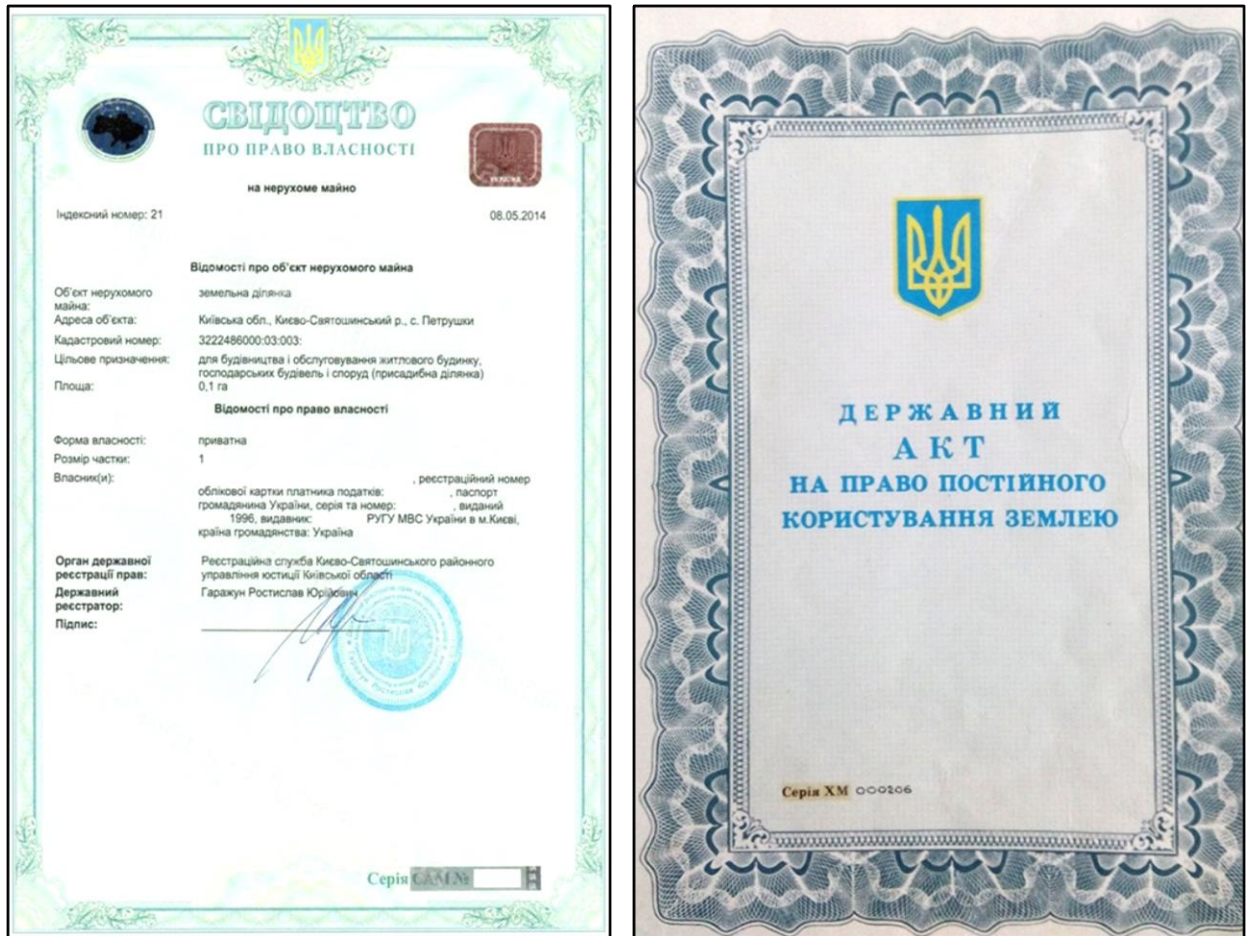 СВІДОЦТВО
ПРО ПРАВО ВЛАСНОСТІ
на нерухоме майно
Індексний номер: 21
08.05.2014
УКРАЇНА
Відомості про об'єкт нерухомого майна
Об'єкт нерухомого майна: земельна ділянка
Адреса об'єкта: Київська обл., Києво-Святошинський р., с. Петрушки
Кадастровий номер: 3222486000:03:003:
Цільове призначення: для будівництва і обслуговування житлового будинку,
господарських будівель і споруд (присадибна ділянка)
Площа: 0,1 га
Відомості про право власності
Форма власності: приватна
Розмір частки: 1
Власник(и): , реєстраційний номер
облікової картки платника податків: , паспорт
громадянина України, серія та номер: , виданий
1996, видавник: РУГУ МВС України в м.Києві,
країна громадянства: Україна
Орган державної реєстрації прав: Реєстраційна служба Києво-Святошинського районного
управління юстиції Київської області
Державний реєстратор: Гаражун Ростислав Юрійович
Підпис:
Серія САМ №
ДЕРЖАВНИЙ
АКТ
НА ПРАВО ПОСТІЙНОГО
КОРИСТУВАННЯ ЗЕМЛЕЮ
Серія ХМ 000206